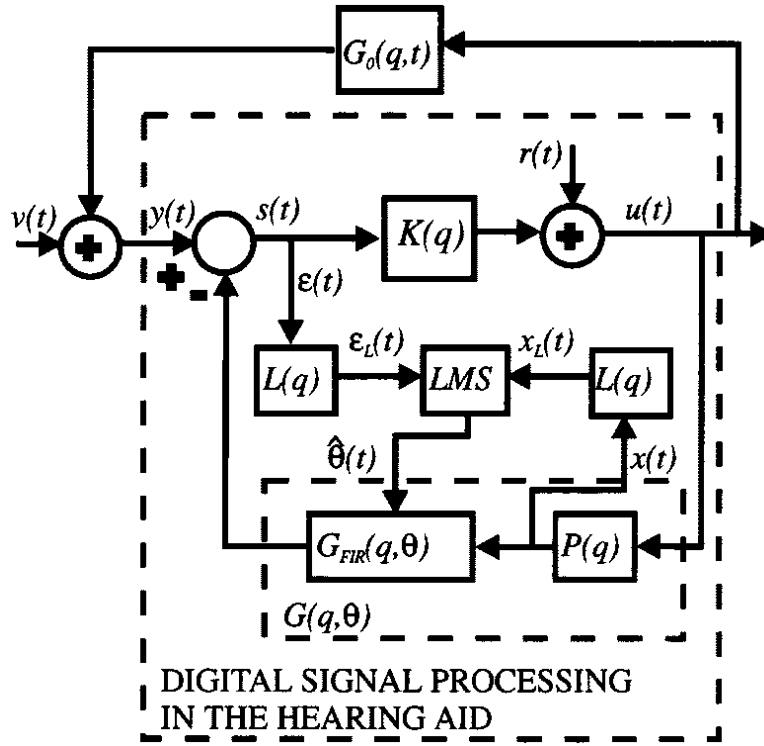 G₀(q,t)
r(t)
v(t)
y(t)
s(t)
K(q)
u(t)
+
+
+
-
ε(t)
L(q)
ε_L(t)
LMS
x_L(t)
L(q)
θ̂(t)
x(t)
G_FIR(q,θ)
P(q)
G(q,θ)
DIGITAL SIGNAL PROCESSING
IN THE HEARING AID